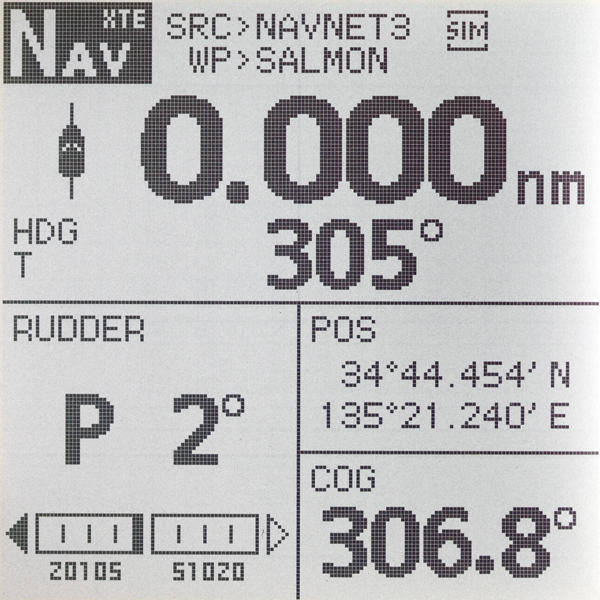 NAV XTE
SRC>NAVNET3
SIM
WP>SALMON
0.000nm
HDG
T
305°
RUDDER
P 2°
20105 51020
POS
34°44.454′ N
135°21.240′ E
COG
306.8°